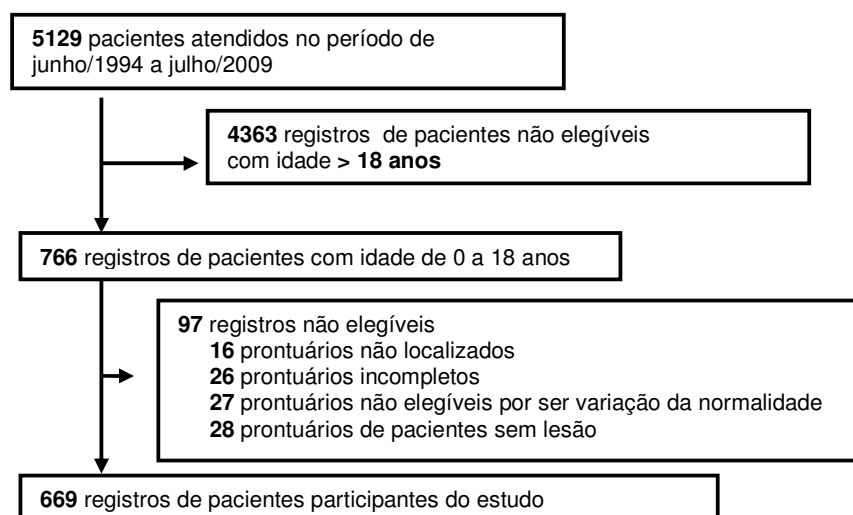 5129 pacientes atendidos no período de
junho/1994 a julho/2009
4363 registros de pacientes não elegíveis
com idade > 18 anos
766 registros de pacientes com idade de 0 a 18 anos
97 registros não elegíveis
16 prontuários não localizados
26 prontuários incompletos
27 prontuários não elegíveis por ser variação da normalidade
28 prontuários de pacientes sem lesão
669 registros de pacientes participantes do estudo